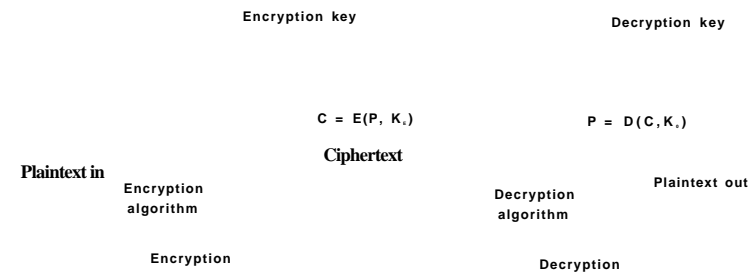 Encryption key
Decryption key
C = E(P, K
P = D(C,K
Ciphertext
Plaintext in
Encryption
algorithm
Decryption
algorithm
Plaintext out
Encryption
Decryption